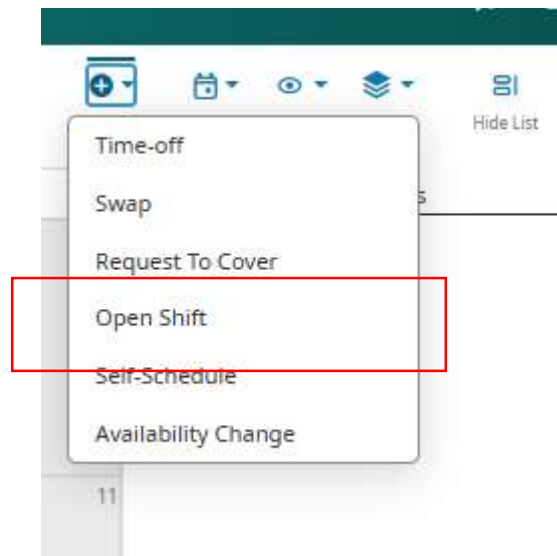 Hide List
Time-off
Swap
Request To Cover
Open Shift
Self-Schedule
Availability Change
11